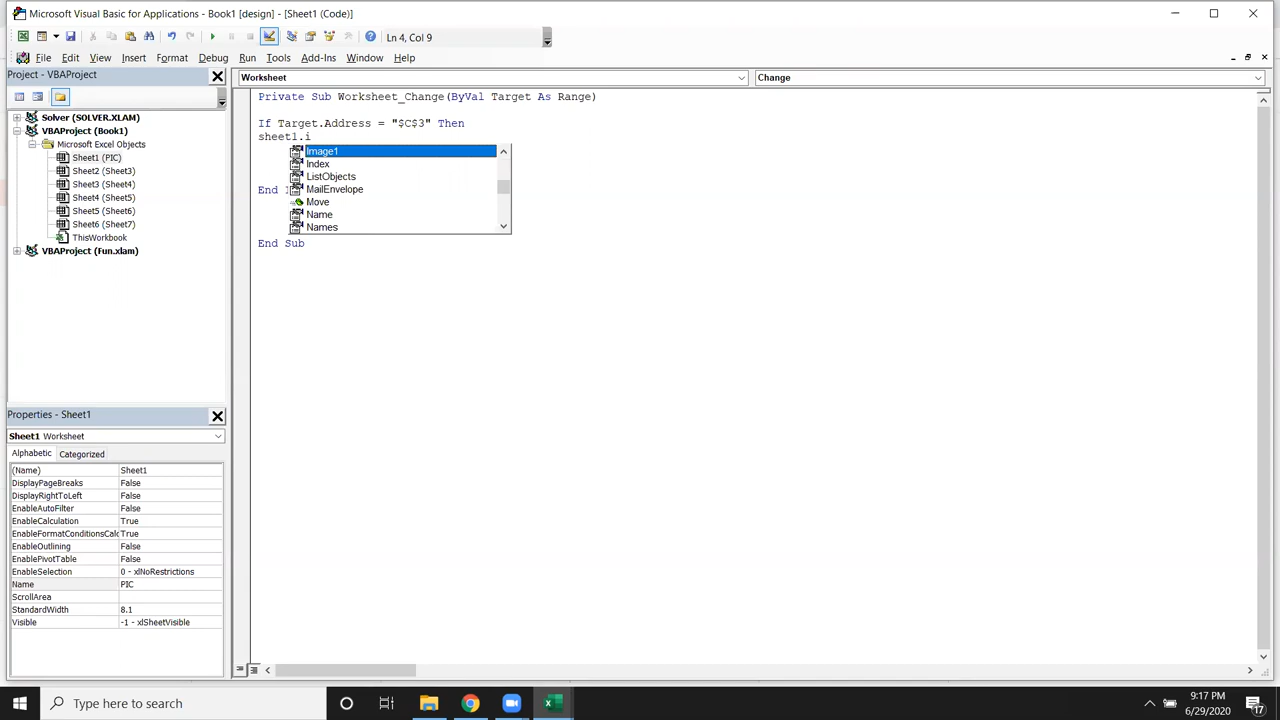 Microsoft Visual Basic for Applications - Book1 [design] - [Sheet1 (Code)]
Ln 4, Col 9
File Edit View Insert Format Debug Run Tools Add-Ins Window Help
Project - VBAProject
Solver (SOLVER.XLAM)
VBAProject (Book1)
Microsoft Excel Objects
Sheet1 (PIC)
Sheet2 (Sheet3)
Sheet3 (Sheet4)
Sheet4 (Sheet5)
Sheet5 (Sheet6)
Sheet6 (Sheet7)
ThisWorkbook
VBAProject (Fun.xlam)
Worksheet Change
Private Sub Worksheet_Change(ByVal Target As Range)
If Target.Address = "$C$3" Then
sheet1.i
Image1
Index
ListObjects
MailEnvelope
Move
Name
Names
End I
End Sub
Properties - Sheet1
Sheet1 Worksheet
Alphabetic Categorized
(Name) Sheet1
DisplayPageBreaks False
DisplayRightToLeft False
EnableAutoFilter False
EnableCalculation True
EnableFormatConditionsCalc True
EnableOutlining False
EnablePivotTable False
EnableSelection 0 - xlNoRestrictions
Name PIC
ScrollArea
StandardWidth 8.1
Visible -1 - xlSheetVisible
Type here to search
9:17 PM
6/29/2020
17